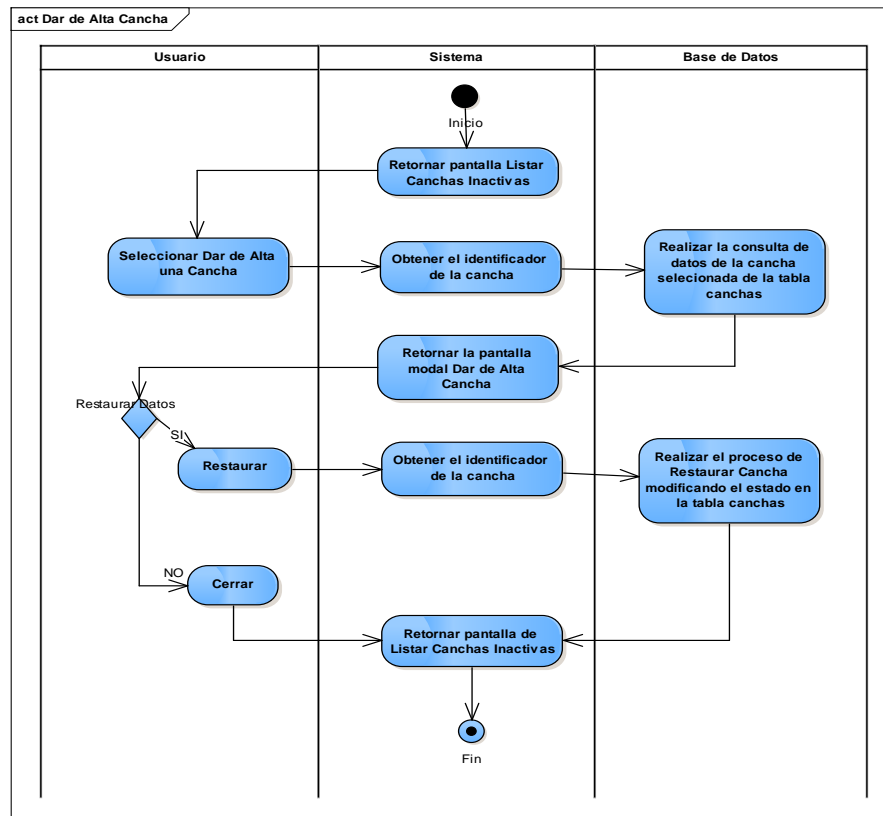 act Dar de Alta Cancha
Usuario
Sistema
Base de Datos
Inicio
Retornar pantalla Listar
Canchas Inactivas
Seleccionar Dar de Alta
una Cancha
Obtener el identificador
de la cancha
Realizar la consulta de
datos de la cancha
selecionada de la tabla
canchas
Retornar la pantalla
modal Dar de Alta
Cancha
Restaurar Datos
SI
Restaurar
Obtener el identificador
de la cancha
Realizar el proceso de
Restaurar Cancha
modificando el estado en
la tabla canchas
NO
Cerrar
Retornar pantalla de
Listar Canchas Inactivas
Fin